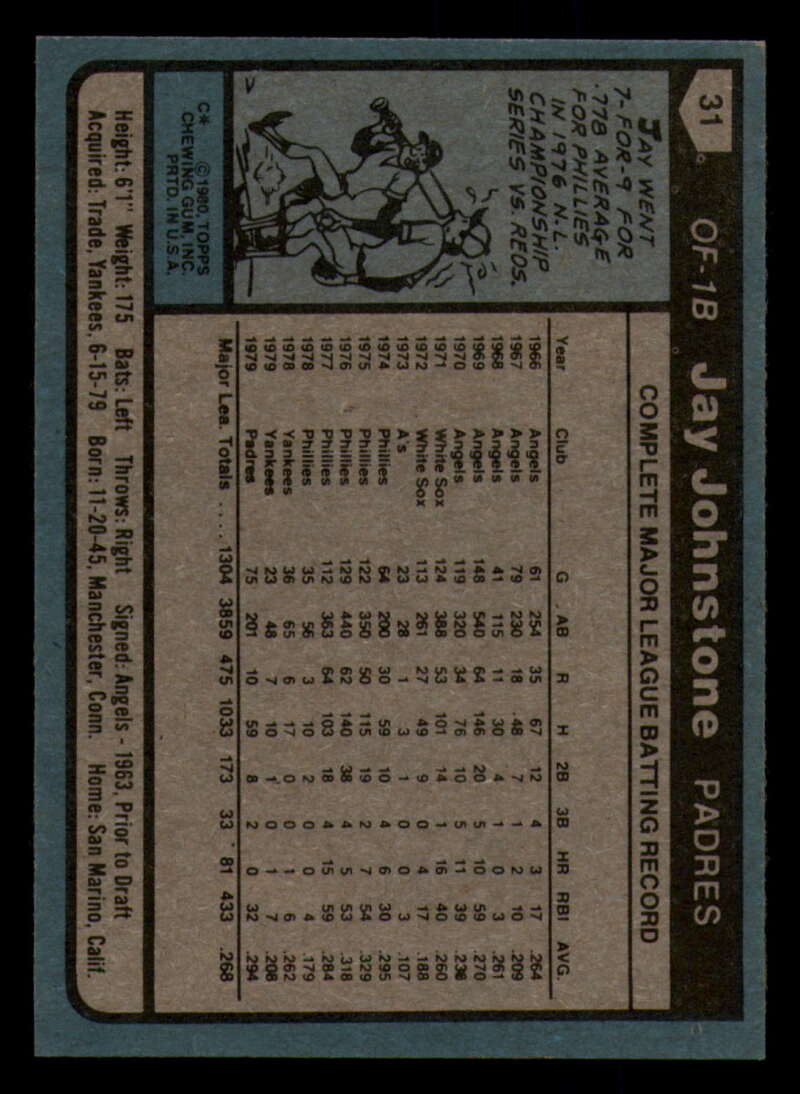 31 OF-1B Jay Johnstone PADRES
JAY WENT
7-FOR-9 FOR
.778 AVERAGE
FOR PHILLIES
IN 1976 N.L.
CHAMPIONSHIP
SERIES VS. REDS.
C* © 1980, TOPPS
CHEWING GUM, INC.
PRTD. IN U.S.A.
COMPLETE MAJOR LEAGUE BATTING RECORD
Year Club G AB R H 2B 3B HR RBI AVG.
1966 Angels 61 254 35 67 12 4 3 17 .264
1967 Angels 79 230 18 48 7 1 2 10 .209
1968 Angels 41 115 11 30 4 1 0 3 .261
1969 Angels 148 540 64 146 20 5 10 59 .270
1970 Angels 119 320 34 76 10 5 11 39 .238
1971 White Sox 124 388 53 101 14 1 16 40 .260
1972 White Sox 113 261 27 49 9 0 4 17 .188
1973 A's 23 28 1 3 1 0 0 3 .107
1974 Phillies 64 200 30 59 10 4 6 30 .295
1975 Phillies 122 350 50 115 19 2 7 54 .329
1976 Phillies 129 440 62 140 38 4 5 53 .318
1977 Phillies 112 363 64 103 18 4 15 59 .284
1978 Phillies 35 56 3 10 2 0 0 4 .179
1978 Yankees 36 65 6 17 0 0 1 6 .262
1979 Yankees 23 48 7 10 1 0 1 7 .208
1979 Padres 75 201 10 59 8 2 0 32 .294
Major Lea. Totals .... 1304 3859 475 1033 173 33 81 433 .268
Height: 6'1" Weight: 175 Bats: Left Throws: Right Signed: Angels - 1963, Prior to Draft
Acquired: Trade, Yankees, 6-15-79 Born: 11-20-45, Manchester, Conn. Home: San Marino, Calif.